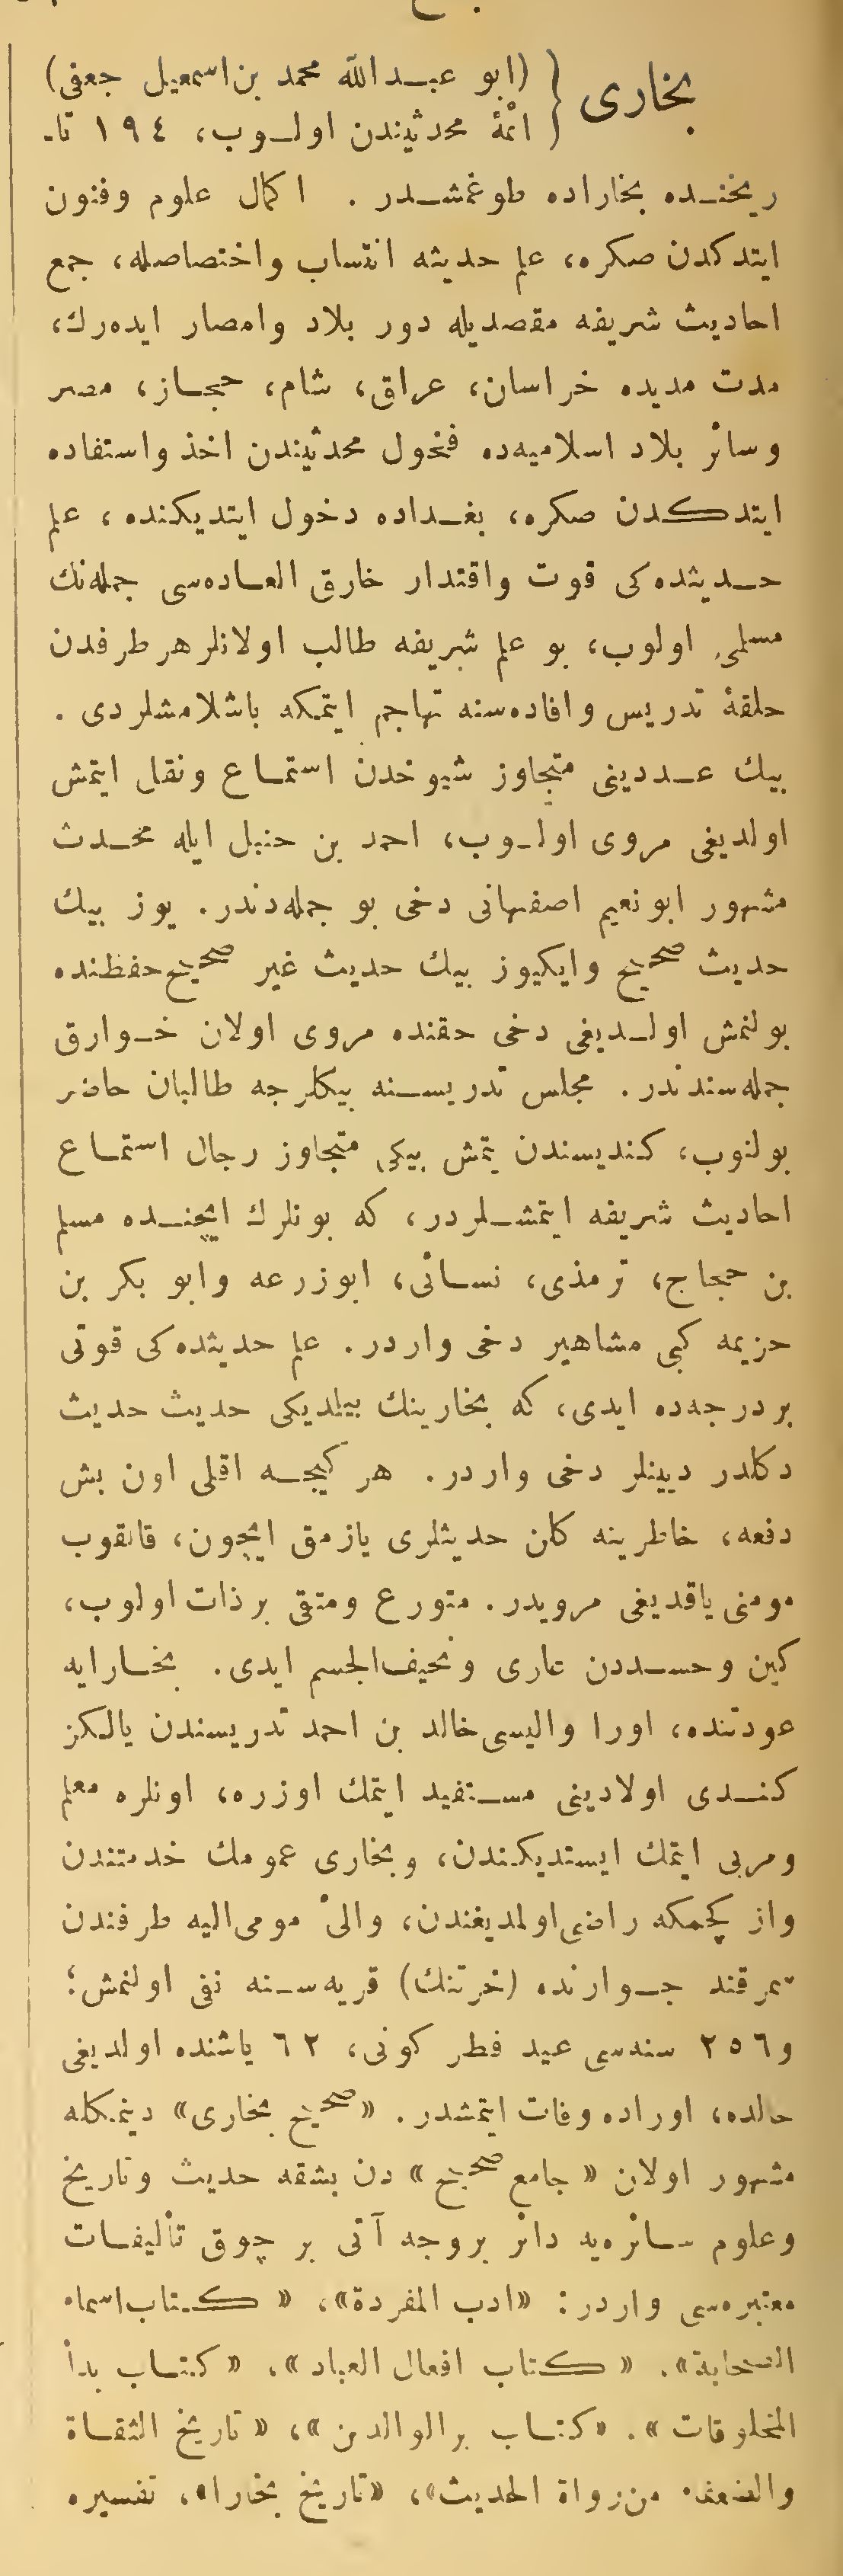 بخاری { (ابو عبدالله محمد بن اسمعیل جعفی)
ائمهٔ محدثیندن اولوب، ١٩٤ تا-
ریخنده بخاراده طوغمشدر . اکمال علوم وفنون
ایتدکدن صکره، علم حدیثه انتساب واختصاصله، جمع
احادیث شریفه مقصدیله دور بلاد وامصار ایده‌رك،
مدت مدیده خراسان، عراق، شام، حجاز، مصر
وسائر بلاد اسلامیه‌ده فحول محدثیندن اخذ واستفاده
ایتدکدن صکره، بغداده دخول ایتدیکنده، علم
حدیثده‌کی قوت واقتدار خارق العاده‌سی جمله‌نك
مسلمی اولوب، بو علم شریفه طالب اولانلر هر طرفدن
حلقهٔ تدریس وافاده‌سنه تهاجم ایتمکه باشلامشلردی .
بیك عددینی متجاوز شیوخدن استماع ونقل ایتمش
اولدیغی مروی اولوب، احمد بن حنبل ایله محدث
مشهور ابونعیم اصفهانی دخی بو جمله‌دندر. یوز بیك
حدیث صحیح وایکیوز بیك حدیث غیر صحیح حفظنده
بولنمش اولدیغی دخی حقنده مروی اولان خوارق
جمله‌سندندر. مجلس تدریسنه بیكلرجه طالبان حاضر
بولنوب، کندیسندن یتمش بیکی متجاوز رجال استماع
احادیث شریفه ایتمشلردر، که بونلرك ایچنده مسلم
بن حجاج، ترمذی، نسائی، ابوزرعه وابو بکر بن
حزیمه کبی مشاهیر دخی واردر. علم حدیثده‌کی قوتی
بر درجه‌ده ایدی، که بخارینك بیلدیکی حدیث حدیث
دکلدر دیینلر دخی واردر. هر کیجه اقلی اون بش
دفعه، خاطرینه کلن حدیثلری یازمق ایچون، قالقوب
مومنی یاقدیغی مرویدر. متورع ومتقی بر ذات اولوب،
کین وحسددن عاری ونحیف‌الجسم ایدی. بخارایه
عودتنده، اورا والیسی خالد بن احمد تدریسندن یالکز
کندی اولادینی مستفید ایتمك اوزره، اونلره معلم
ومربی ایتمك ایستدیکندن، وبخاری عمومك خدمتندن
واز کچمکه راضی اولمدیغندن، والیٔ مومی‌الیه طرفندن
سمرقند جوارنده (خرتنك) قریه‌سنه نفی اولنمش؛
و٢٥٦ سنه‌سی عید فطر کونی، ٦٢ یاشنده اولدیغی
حالده، اوراده وفات ایتمشدر. «صحیح بخاری» دینمکله
مشهور اولان «جامع صحیح» دن بشقه حدیث وتاریخ
وعلوم سائره‌یه دائر بروجه آتی بر چوق تألیفات
معتبره‌سی واردر: «ادب المفردة»، «کتاب اسماء
الصحابة». «کتاب افعال العباد»، «کتاب بدأ
المخلوقات». «کتاب برالوالدین»، «تاریخ الثقاة
والضعفاء من رواة الحدیث»، «تاریخ بخارا»، تفسیره